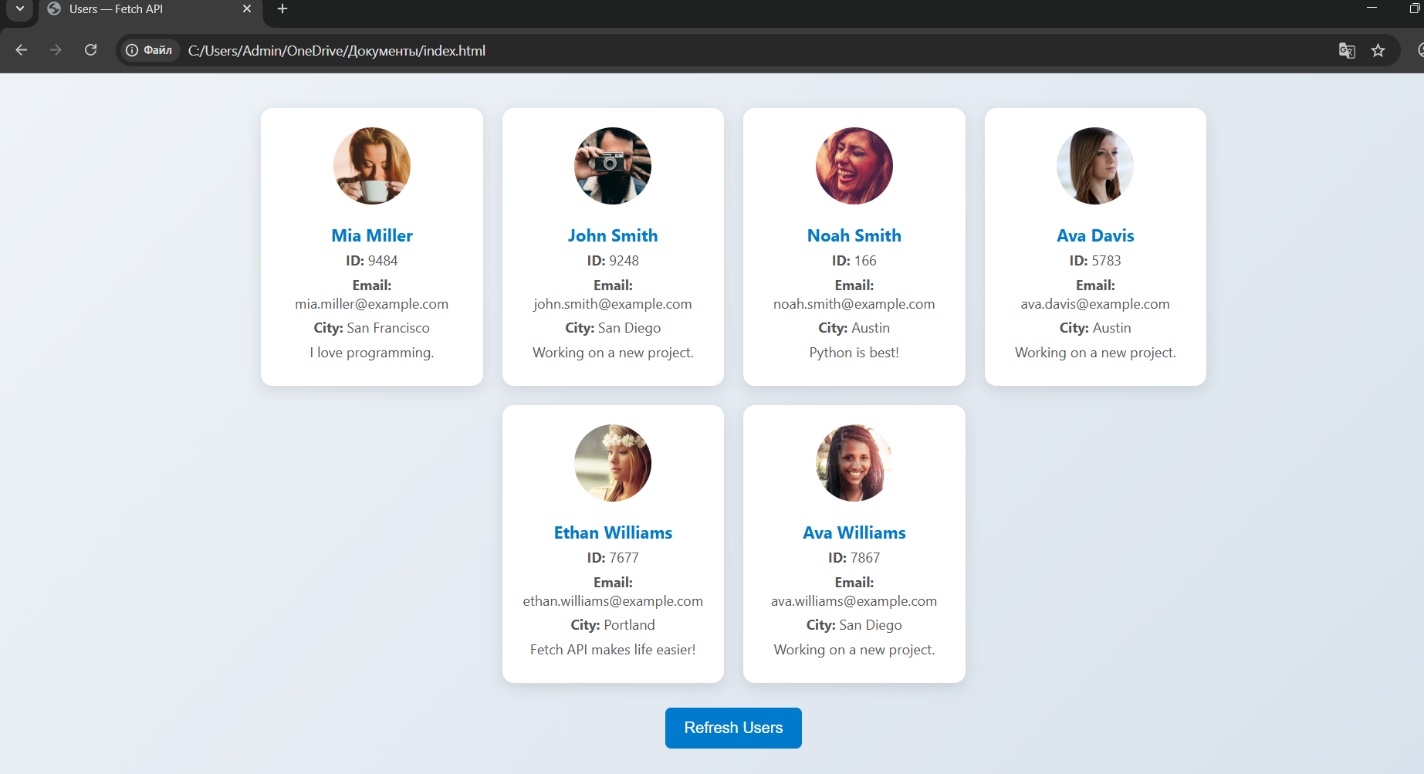 Users — Fetch API
Файл
C:/Users/Admin/OneDrive/Документы/index.html
Mia Miller
ID: 9484
Email:
mia.miller@example.com
City: San Francisco
I love programming.
John Smith
ID: 9248
Email:
john.smith@example.com
City: San Diego
Working on a new project.
Noah Smith
ID: 166
Email:
noah.smith@example.com
City: Austin
Python is best!
Ava Davis
ID: 5783
Email:
ava.davis@example.com
City: Austin
Working on a new project.
Ethan Williams
ID: 7677
Email:
ethan.williams@example.com
City: Portland
Fetch API makes life easier!
Ava Williams
ID: 7867
Email:
ava.williams@example.com
City: San Diego
Working on a new project.
Refresh Users